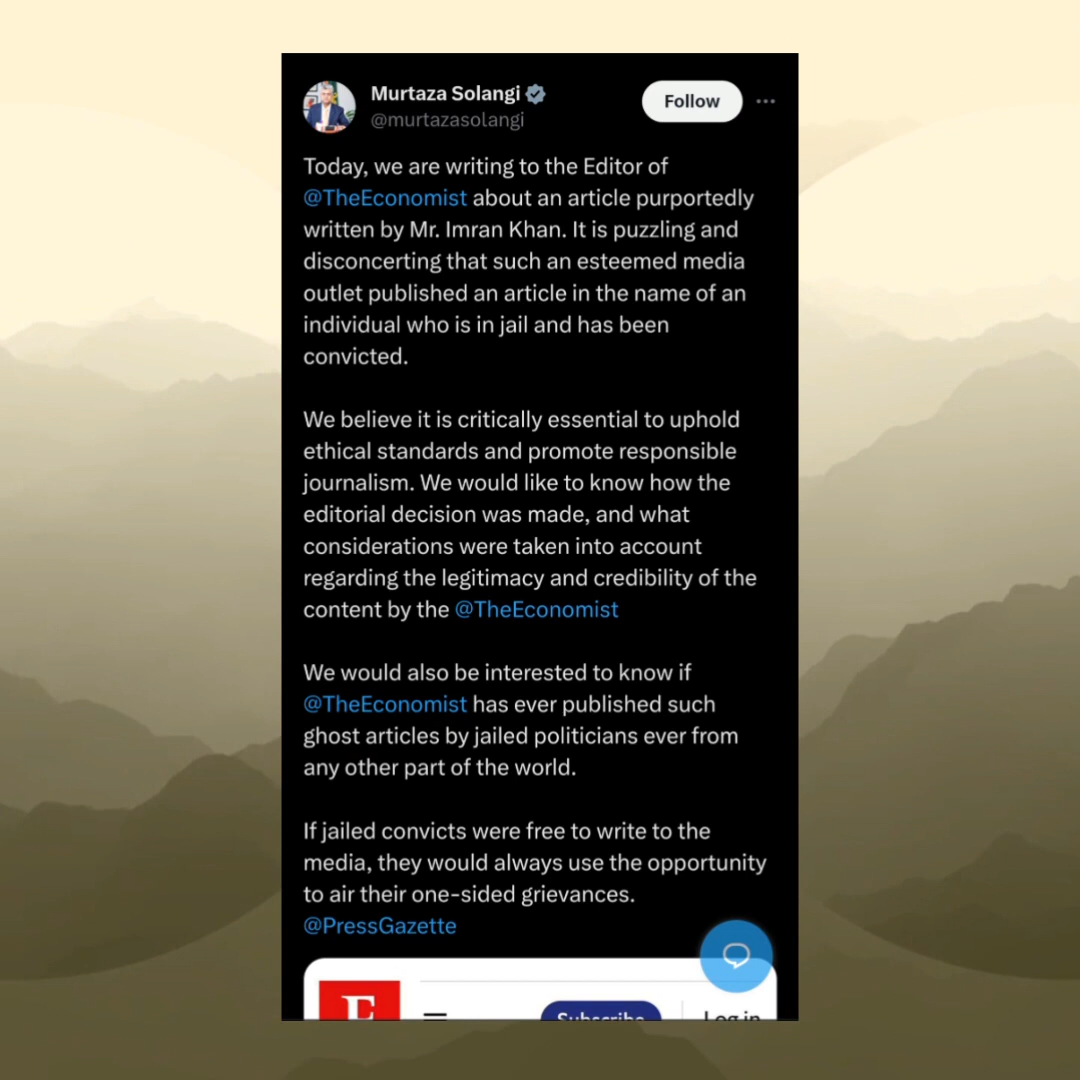 Murtaza Solangi
Follow
@murtazasolangi
Today, we are writing to the Editor of
@TheEconomist about an article purportedly
written by Mr. Imran Khan. It is puzzling and
disconcerting that such an esteemed media
outlet published an article in the name of an
individual who is in jail and has been
convicted.
We believe it is critically essential to uphold
ethical standards and promote responsible
journalism. We would like to know how the
editorial decision was made, and what
considerations were taken into account
regarding the legitimacy and credibility of the
content by the @TheEconomist
We would also be interested to know if
@TheEconomist has ever published such
ghost articles by jailed politicians ever from
any other part of the world.
If jailed convicts were free to write to the
media, they would always use the opportunity
to air their one-sided grievances.
@PressGazette
E
Subscribe
Log in